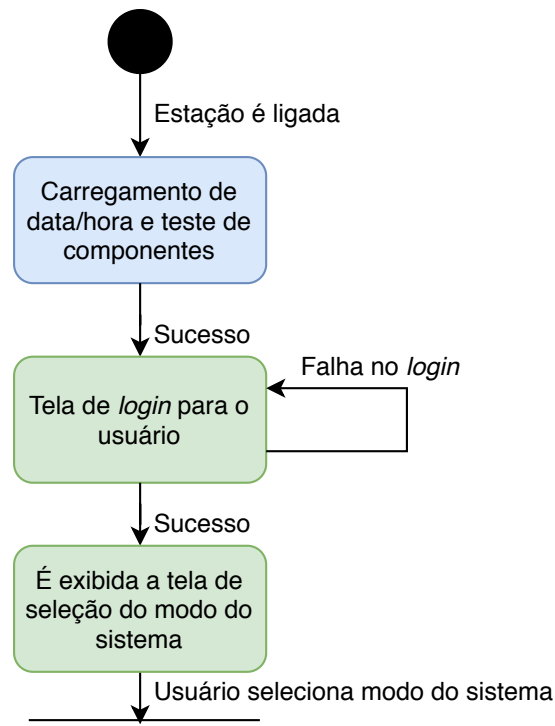 Estação é ligada
Carregamento de
data/hora e teste de
componentes
Sucesso
Falha no login
Tela de login para o
usuário
Sucesso
É exibida a tela de
seleção do modo do
sistema
Usuário seleciona modo do sistema